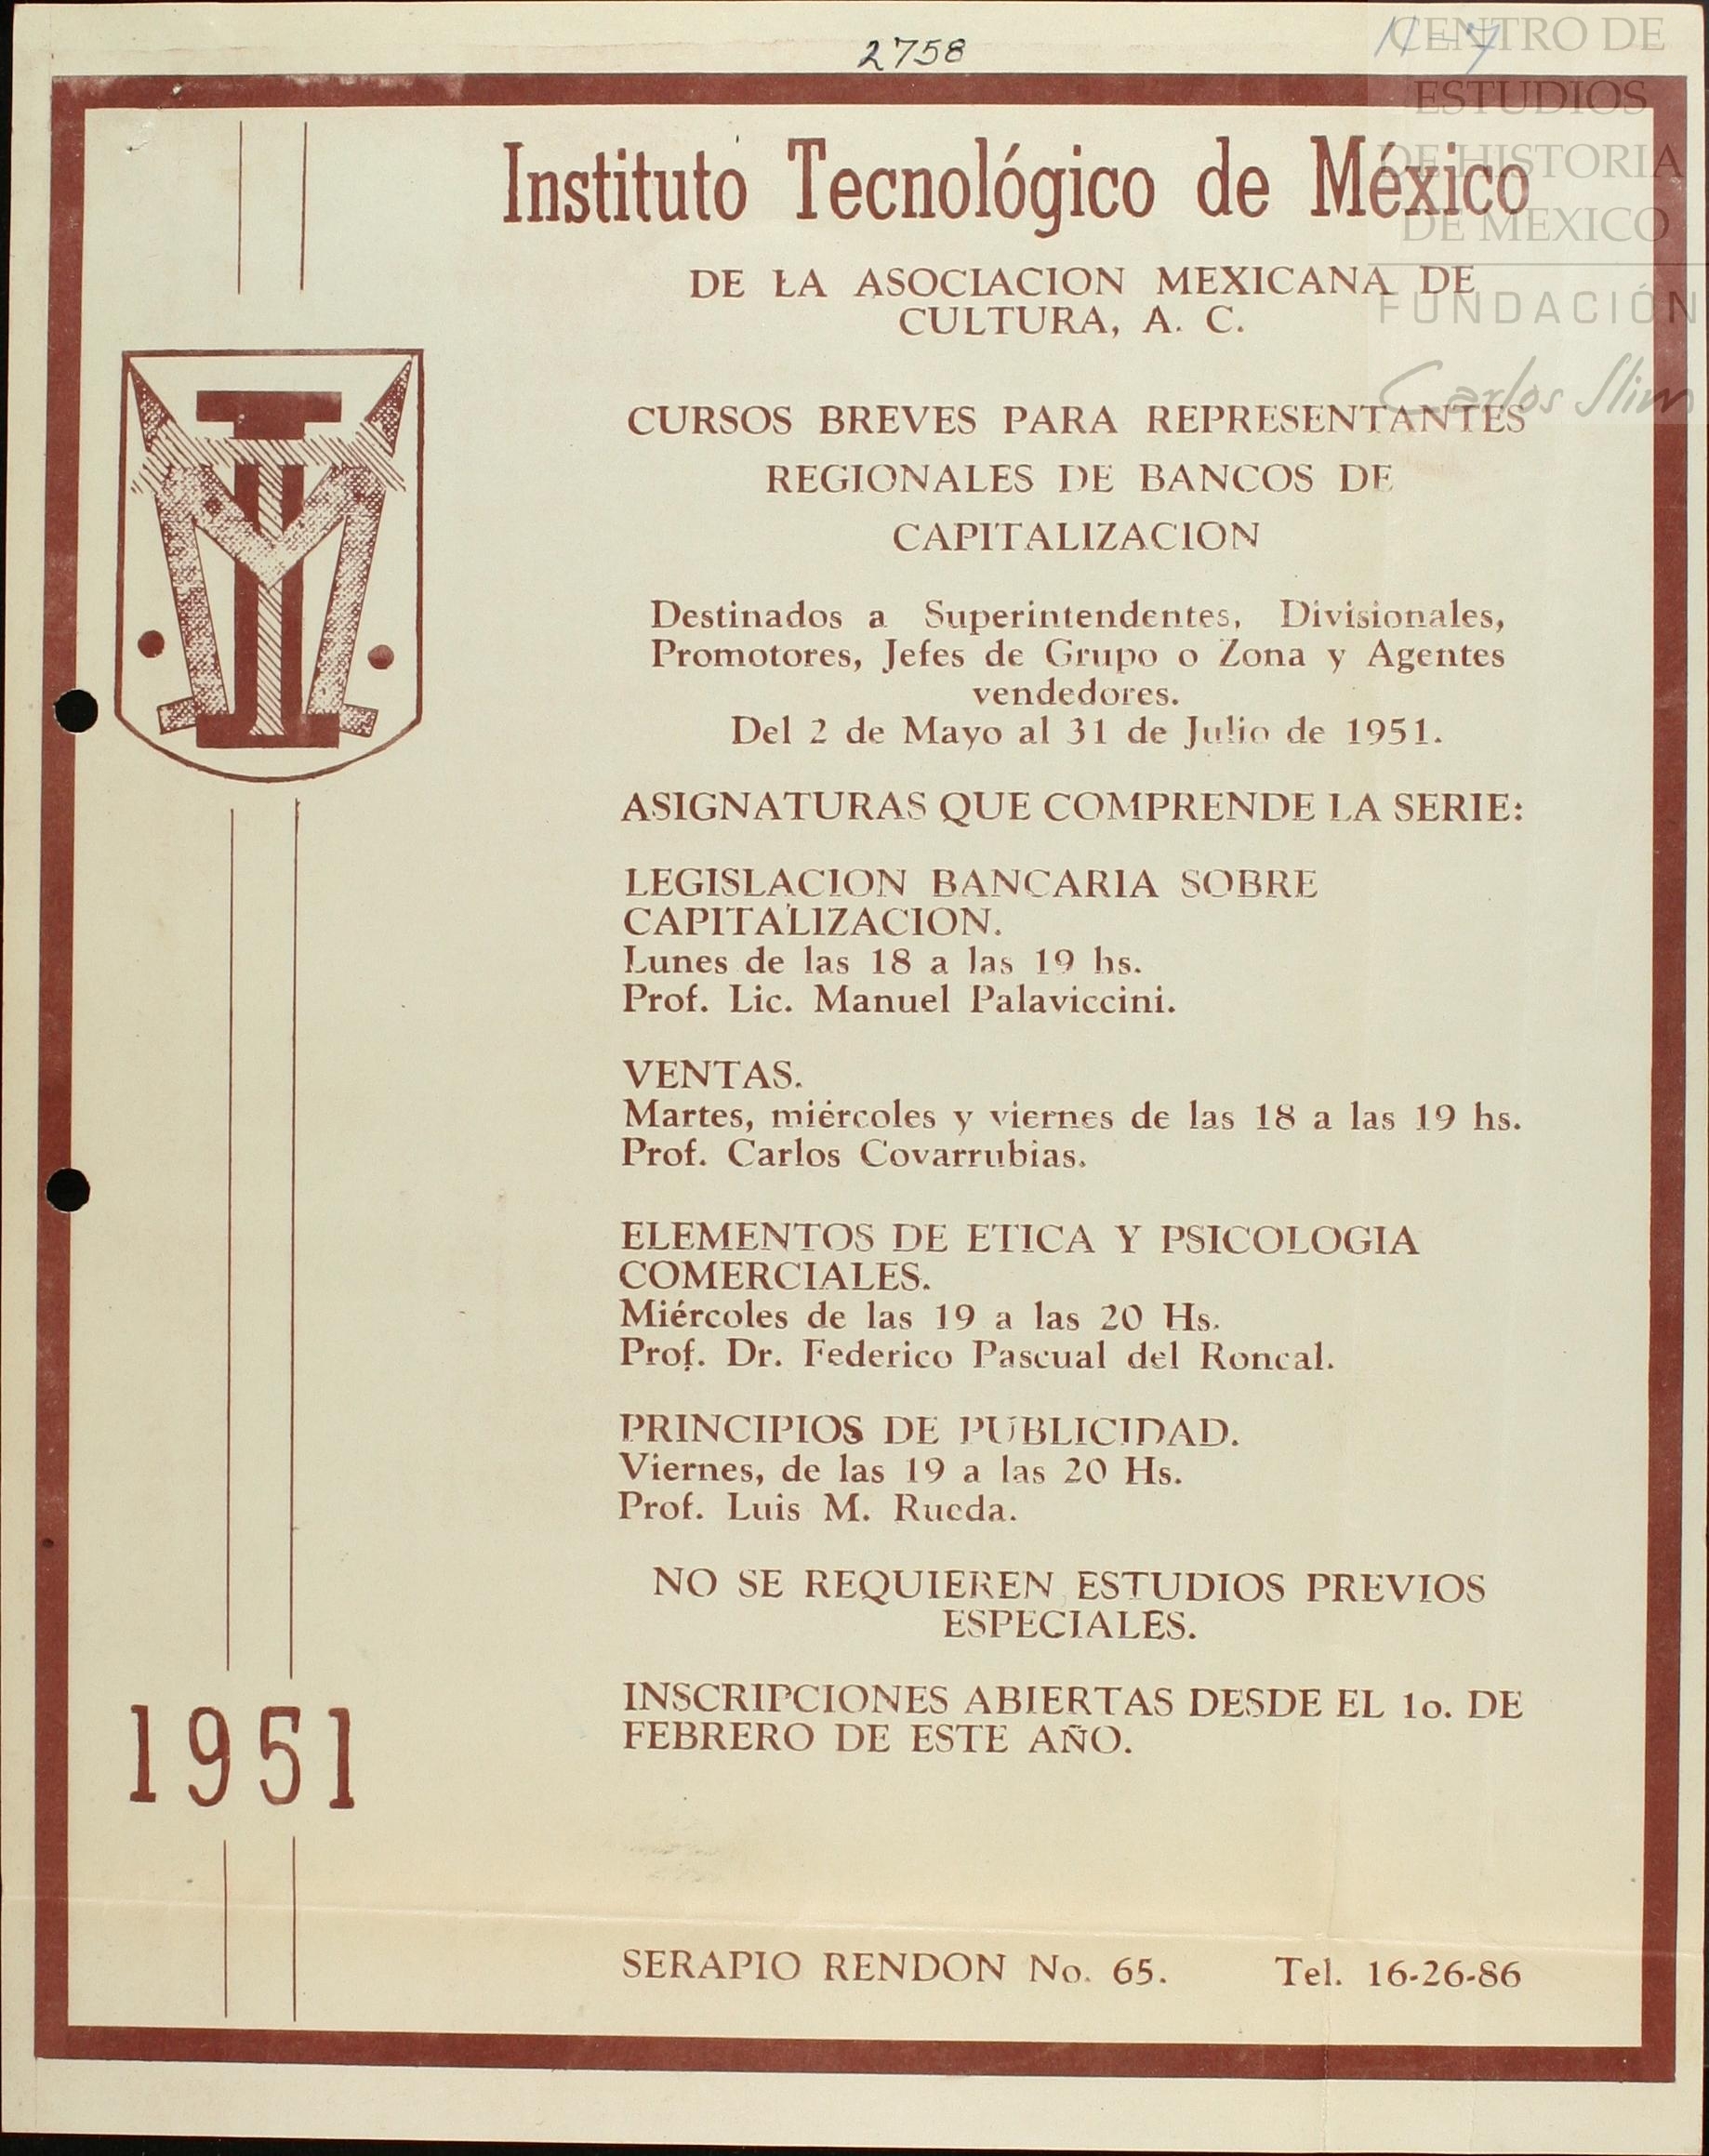 2758
CENTRO DE
ESTUDIOS
DE HISTORIA
DE MEXICO
FUNDACIÓN
Carlos Slim
Instituto Tecnológico de México
DE LA ASOCIACION MEXICANA DE
CULTURA, A. C.
CURSOS BREVES PARA REPRESENTANTES
REGIONALES DE BANCOS DE
CAPITALIZACION
Destinados a Superintendentes, Divisionales,
Promotores, Jefes de Grupo o Zona y Agentes
vendedores.
Del 2 de Mayo al 31 de Julio de 1951.
ASIGNATURAS QUE COMPRENDE LA SERIE:
LEGISLACION BANCARIA SOBRE
CAPITALIZACION.
Lunes de las 18 a las 19 hs.
Prof. Lic. Manuel Palaviccini.
VENTAS.
Martes, miércoles y viernes de las 18 a las 19 hs.
Prof. Carlos Covarrubias.
ELEMENTOS DE ETICA Y PSICOLOGIA
COMERCIALES.
Miércoles de las 19 a las 20 Hs.
Prof. Dr. Federico Pascual del Roncal.
PRINCIPIOS DE PUBLICIDAD.
Viernes, de las 19 a las 20 Hs.
Prof. Luis M. Rueda.
NO SE REQUIEREN ESTUDIOS PREVIOS
ESPECIALES.
INSCRIPCIONES ABIERTAS DESDE EL 1o. DE
FEBRERO DE ESTE AÑO.
1951
SERAPIO RENDON No. 65. Tel. 16-26-86